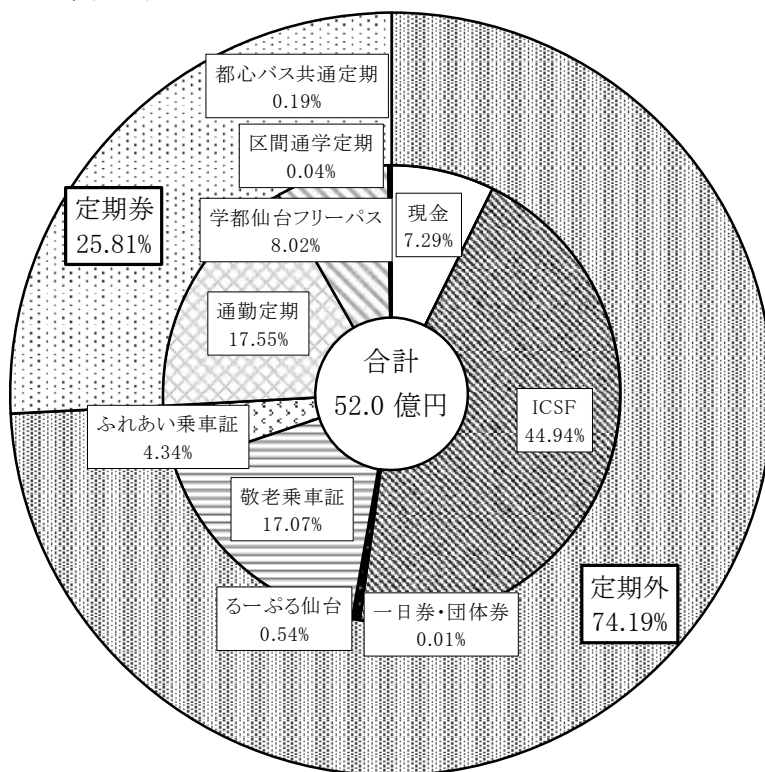 都心バス共通定期
0.19%
区間通学定期
0.04%
定期券
25.81%
学都仙台フリーパス
8.02%
現金
7.29%
通勤定期
17.55%
合計
52.0 億円
ICSF
44.94%
ふれあい乗車証
4.34%
敬老乗車証
17.07%
るーぷる仙台
0.54%
一日券・団体券
0.01%
定期外
74.19%